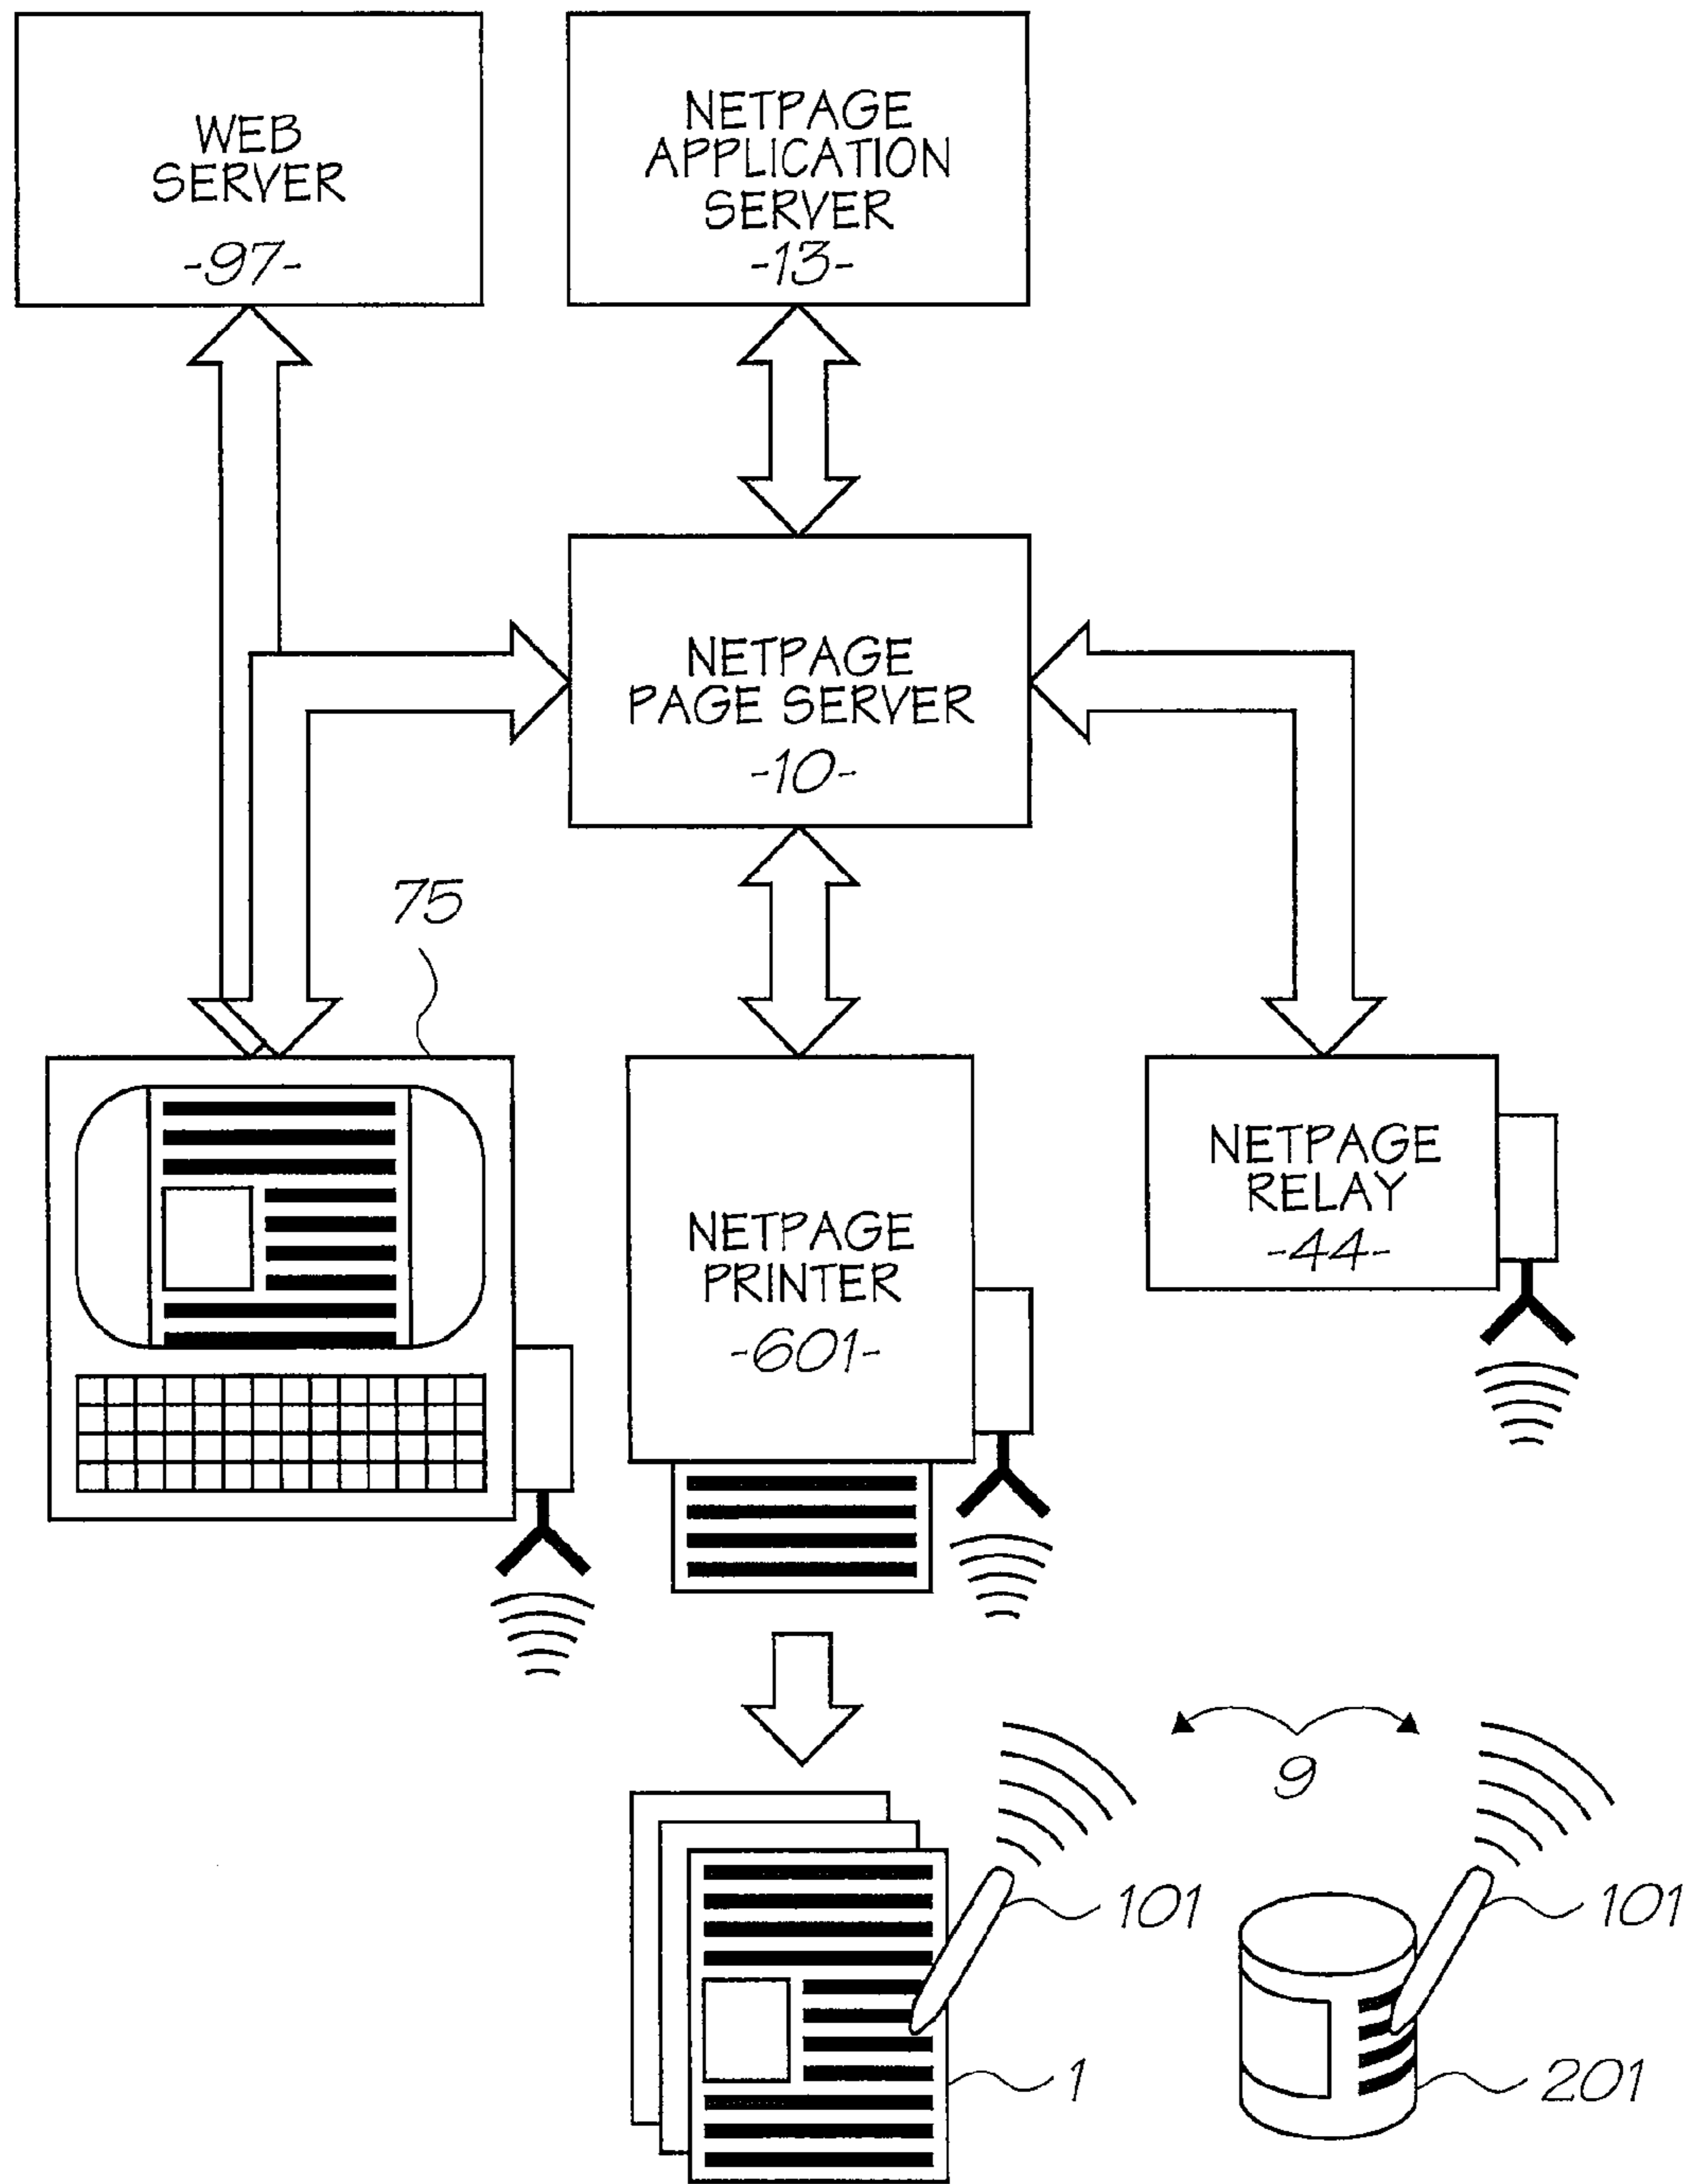 WEB
SERVER
-97-
NETPAGE
APPLICATION
SERVER
-13-
NETPAGE
PAGE SERVER
-10-
75
NETPAGE
PRINTER
-601-
NETPAGE
RELAY
-44-
9
101
101
1
201